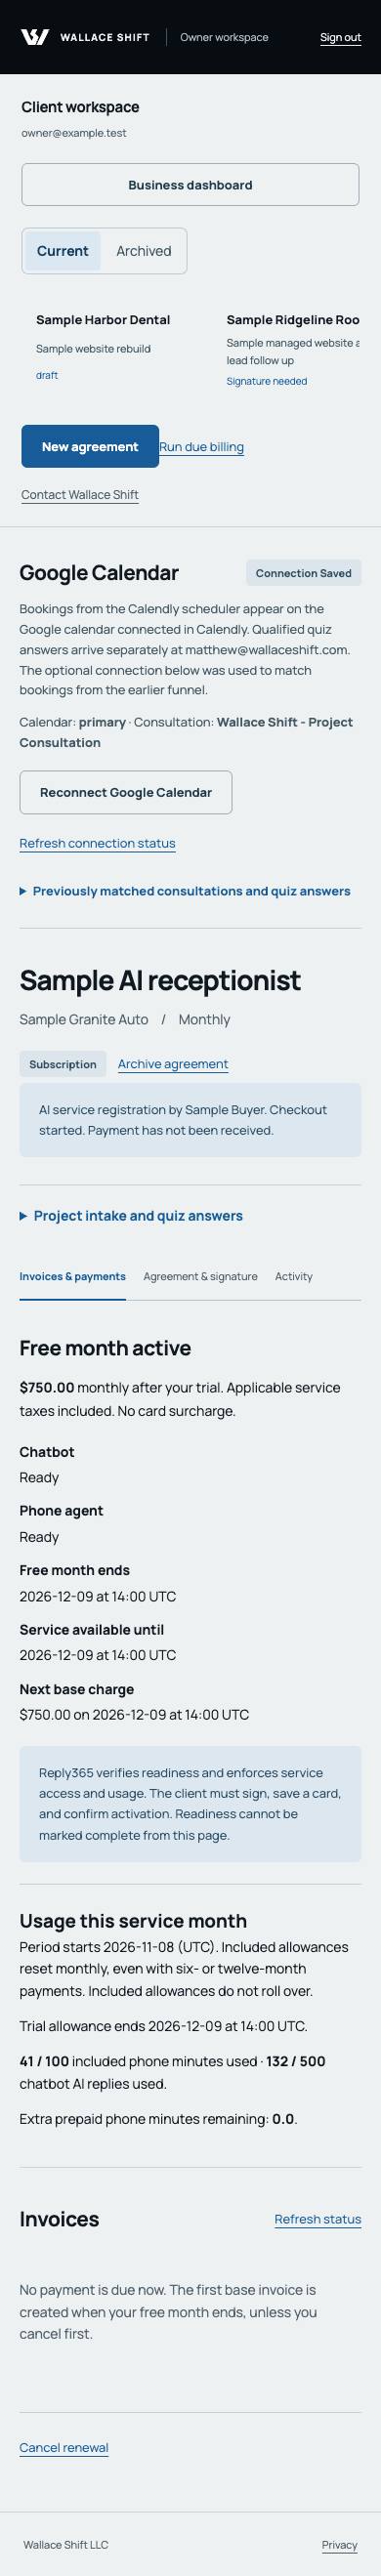 WALLACE SHIFT
Owner workspace
Sign out
Client workspace
owner@example.test
Business dashboard
Current
Archived
Sample Harbor Dental
Sample website rebuild
draft
Sample Ridgeline Roo
Sample managed website a
lead follow up
Signature needed
New agreement
Run due billing
Contact Wallace Shift
Google Calendar
Connection Saved
Bookings from the Calendly scheduler appear on the
Google calendar connected in Calendly. Qualified quiz
answers arrive separately at matthew@wallaceshift.com.
The optional connection below was used to match
bookings from the earlier funnel.
Calendar: primary · Consultation: Wallace Shift - Project
Consultation
Reconnect Google Calendar
Refresh connection status
Previously matched consultations and quiz answers
Sample AI receptionist
Sample Granite Auto / Monthly
Subscription
Archive agreement
AI service registration by Sample Buyer. Checkout
started. Payment has not been received.
Project intake and quiz answers
Invoices & payments
Agreement & signature
Activity
Free month active
$750.00 monthly after your trial. Applicable service
taxes included. No card surcharge.
Chatbot
Ready
Phone agent
Ready
Free month ends
2026-12-09 at 14:00 UTC
Service available until
2026-12-09 at 14:00 UTC
Next base charge
$750.00 on 2026-12-09 at 14:00 UTC
Reply365 verifies readiness and enforces service
access and usage. The client must sign, save a card,
and confirm activation. Readiness cannot be
marked complete from this page.
Usage this service month
Period starts 2026-11-08 (UTC). Included allowances
reset monthly, even with six- or twelve-month
payments. Included allowances do not roll over.
Trial allowance ends 2026-12-09 at 14:00 UTC.
41 / 100 included phone minutes used · 132 / 500
chatbot AI replies used.
Extra prepaid phone minutes remaining: 0.0.
Invoices
Refresh status
No payment is due now. The first base invoice is
created when your free month ends, unless you
cancel first.
Cancel renewal
Wallace Shift LLC
Privacy